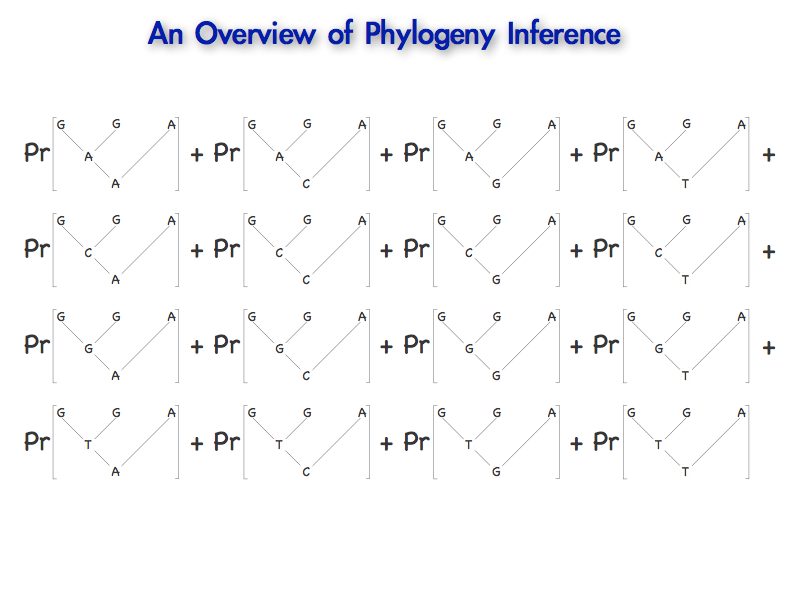 An Overview of Phylogeny Inference
G G A G G A G G A G G A
Pr A + Pr A + Pr A + Pr A +
A C G T
G G A G G A G G A G G A
Pr C + Pr C + Pr C + Pr C +
A C G T
G G A G G A G G A G G A
Pr G + Pr G + Pr G + Pr G +
A C G T
G G A G G A G G A G G A
Pr T + Pr T + Pr T + Pr T
A C G T